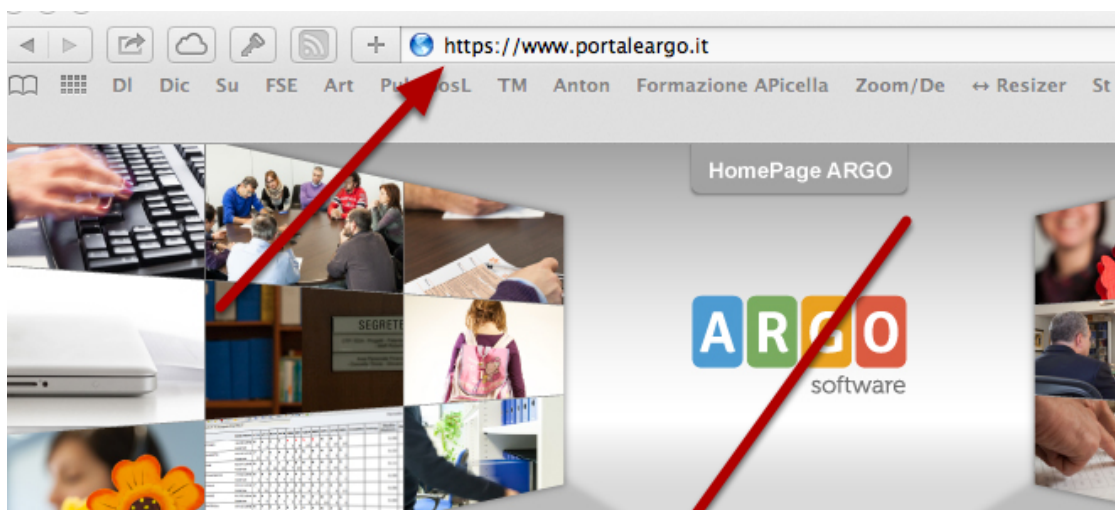 https://www.portaleargo.it
Dl Dic Su FSE Art TM Anton Formazione APicella Zoom/De ↔ Resizer St
HomePage ARGO
ARGO
software